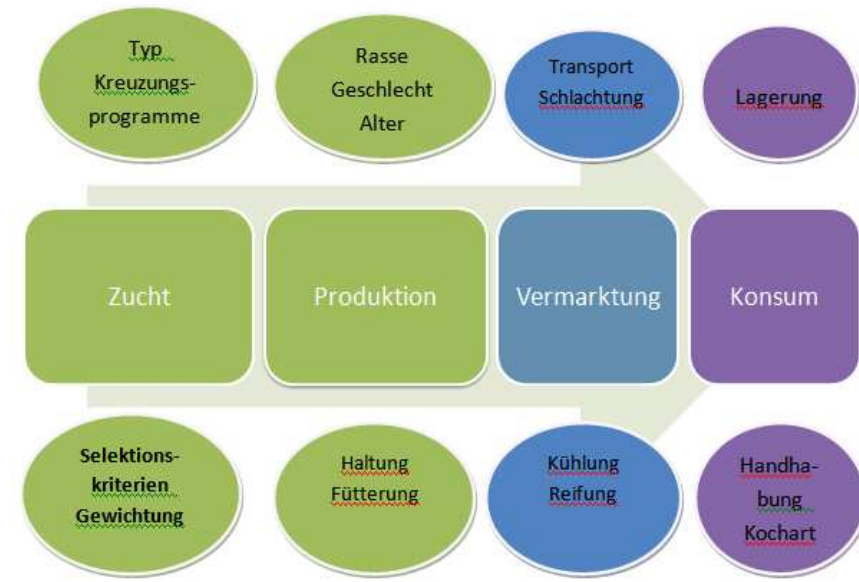 Typ
Kreuzungs-
programme
Rasse
Geschlecht
Alter
Transport
Schlachtung
Lagerung
Zucht
Produktion
Vermarktung
Konsum
Selektions-
kriterien
Gewichtung
Haltung
Fütterung
Kühlung
Reifung
Handha-
bung
Kochart